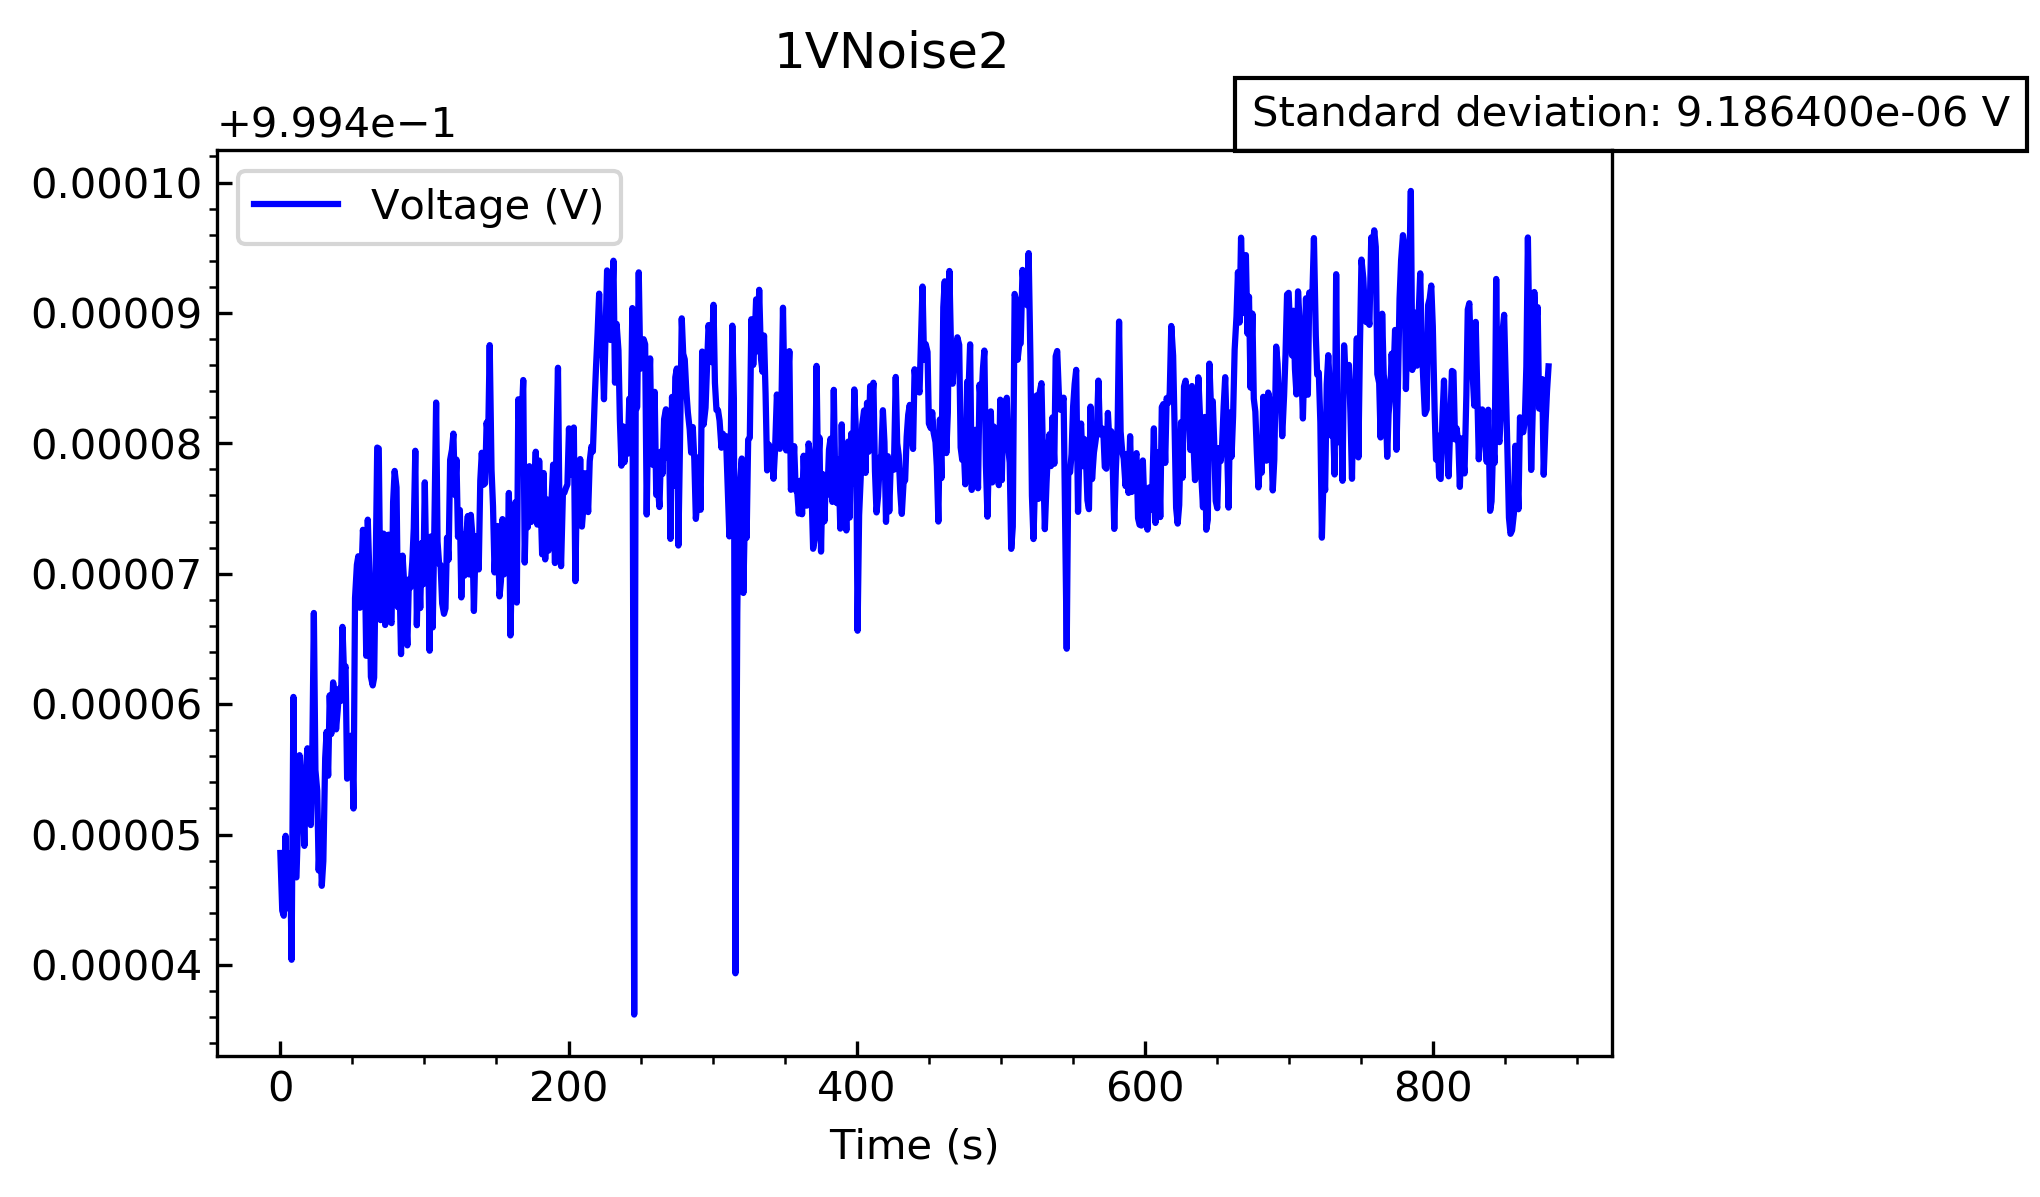 1VNoise2
Standard deviation: 9.186400e-06 V
+9.994e−1
Voltage (V)
0.00010
0.00009
0.00008
0.00007
0.00006
0.00005
0.00004
0 200 400 600 800
Time (s)